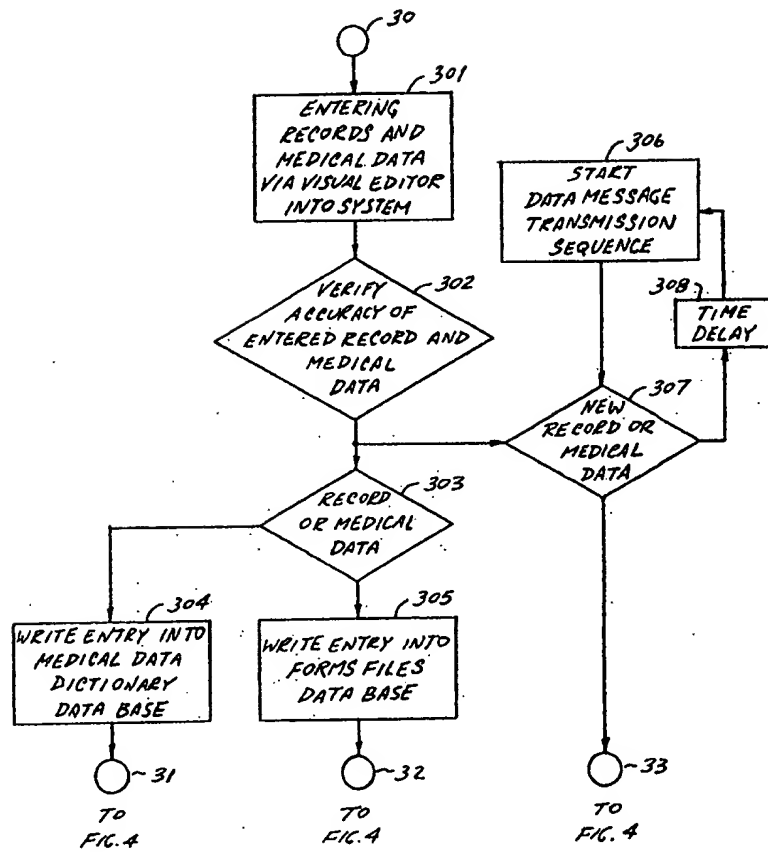 30
301
ENTERING
RECORDS AND
MEDICAL DATA
VIA VISUAL EDITOR
INTO SYSTEM
306
START
DATA MESSAGE
TRANSMISSION
SEQUENCE
302
VERIFY
ACCURACY OF
ENTERED RECORD AND
MEDICAL
DATA
308
TIME
DELAY
307
NEW
RECORD OR
MEDICAL
DATA
303
RECORD
OR MEDICAL
DATA
304
WRITE ENTRY INTO
MEDICAL DATA
DICTIONARY
DATA BASE
305
WRITE ENTRY INTO
FORMS FILES
DATA BASE
31
TO
FIG. 4
32
TO
FIG. 4
33
TO
FIG. 4